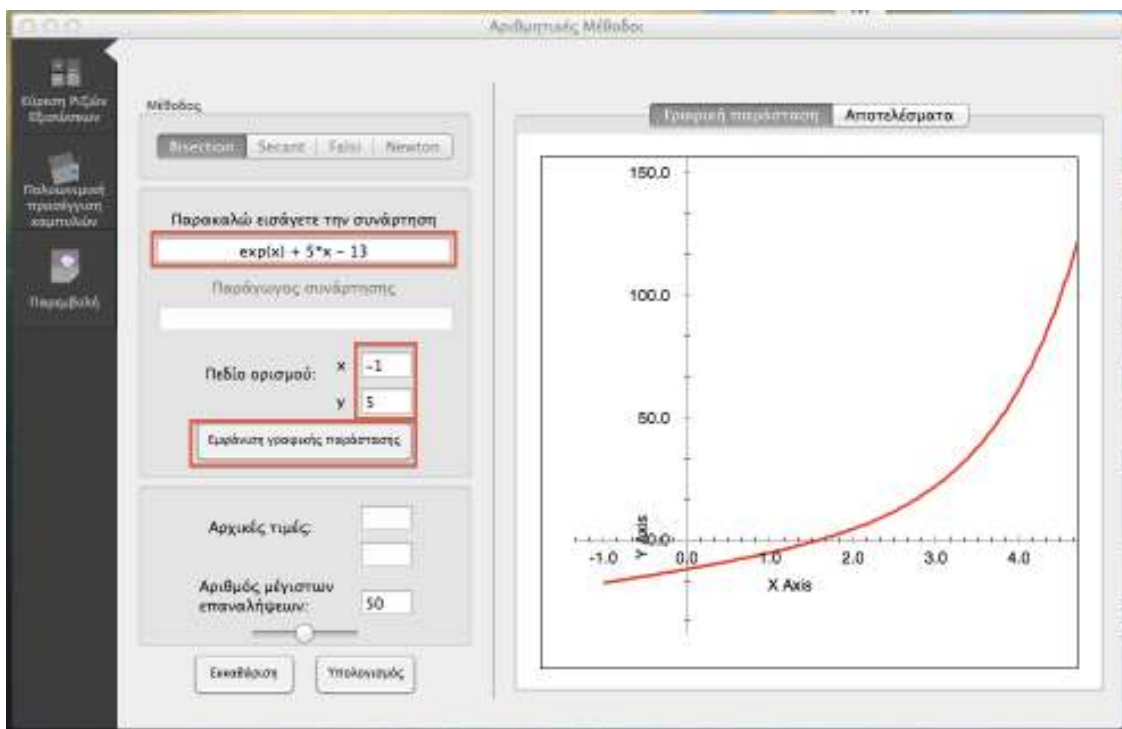 Αριθμητικές Μέθοδοι
Εύρεση Ριζών
Εξισώσεων
Πολυωνυμική
προσέγγιση
καμπυλών
Παρεμβολή
Μέθοδος
Bisection Secant Falsi Newton
Παρακαλώ εισάγετε την συνάρτηση
exp(x) + 5*x - 13
Παράγωγος συνάρτησης
Πεδίο ορισμού: x -1
y 5
Εμφάνιση γραφικής παράστασης
Αρχικές τιμές:
Αριθμός μέγιστων
επαναλήψεων: 50
Εκκαθάριση Υπολογισμός
Γραφική παράσταση Αποτελέσματα
150.0
100.0
50.0
0.0
-1.0 0.0 1.0 2.0 3.0 4.0
Y Axis
X Axis